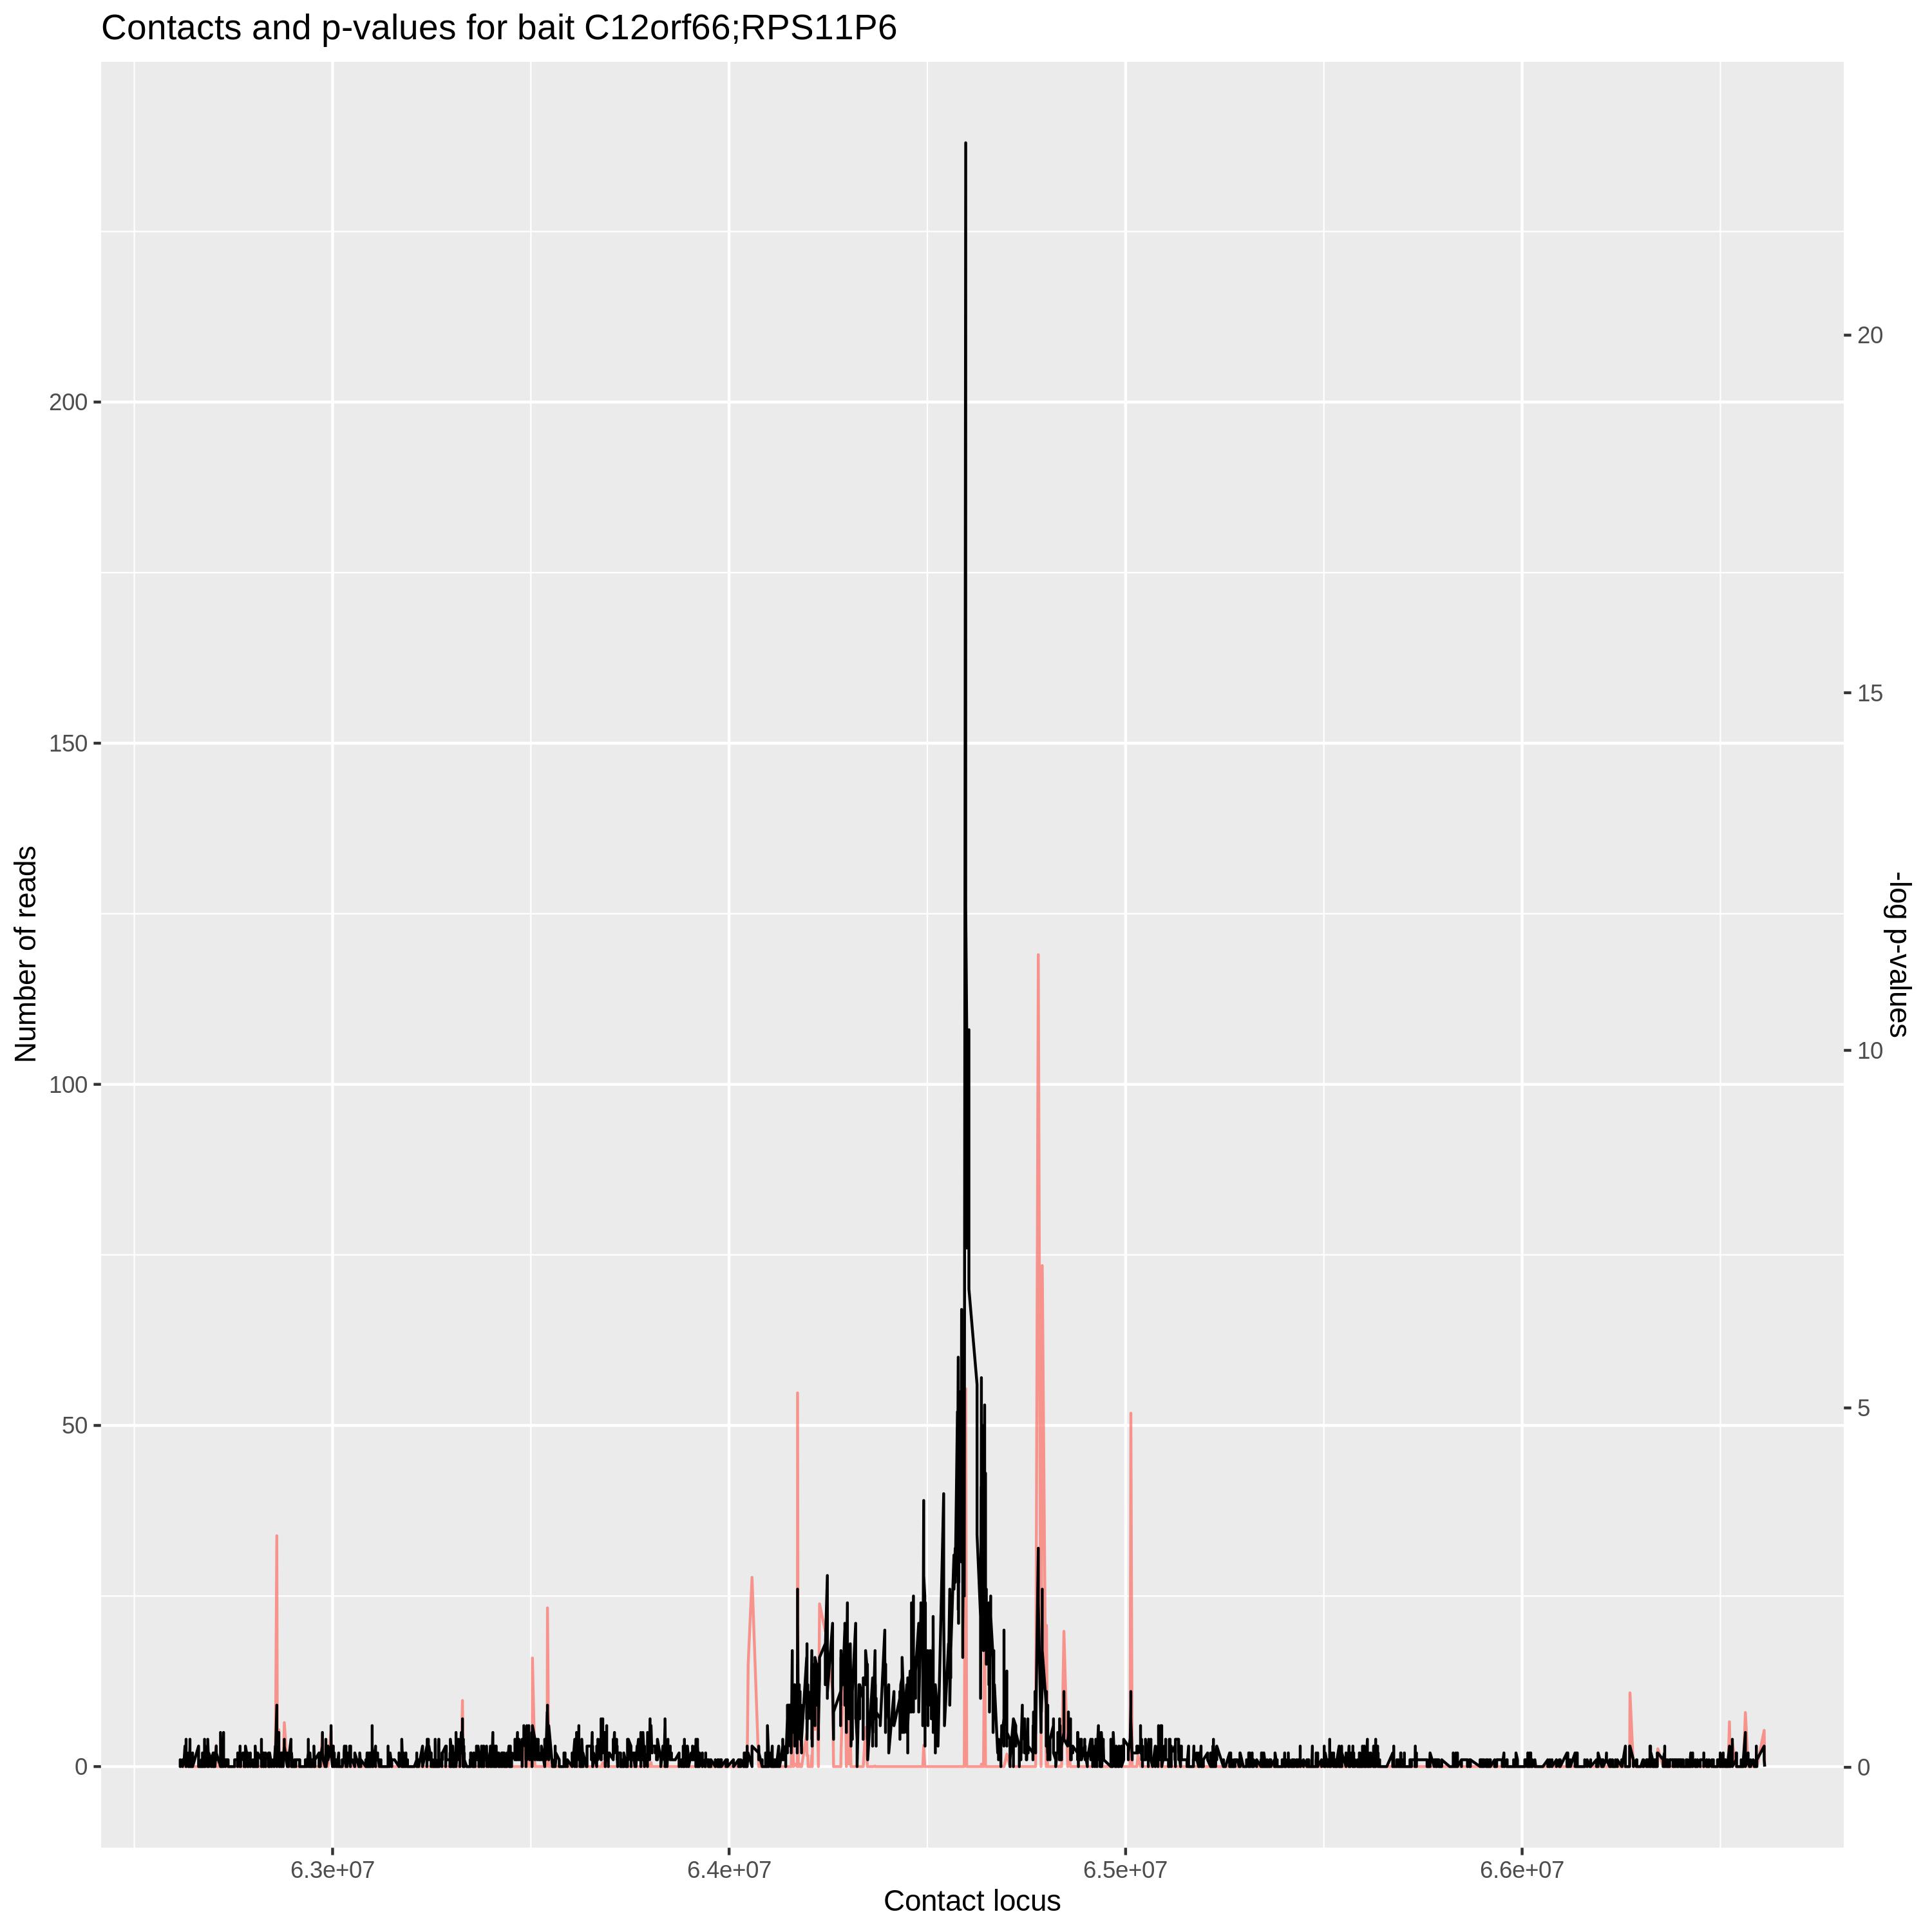 Contacts and p-values for bait C12orf66;RPS11P6
Number of reads
200
150
100
50
0
20
15
10
5
0
-log p-values
6.3e+07 6.4e+07 6.5e+07 6.6e+07
Contact locus